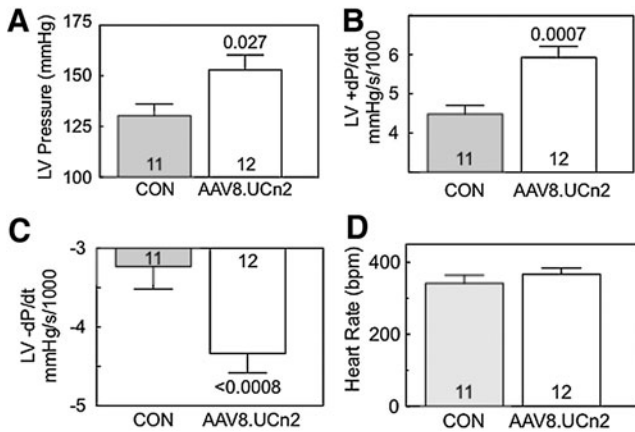 A
LV Pressure (mmHg)
175
150
125
100
0.027
11
12
CON
AAV8.UCn2
B
LV +dP/dt
mmHg/s/1000
6
5
4
0.0007
11
12
CON
AAV8.UCn2
C
LV -dP/dt
mmHg/s/1000
-3
-4
-5
11
12
<0.0008
CON
AAV8.UCn2
D
Heart Rate (bpm)
400
200
0
11
12
CON
AAV8.UCn2